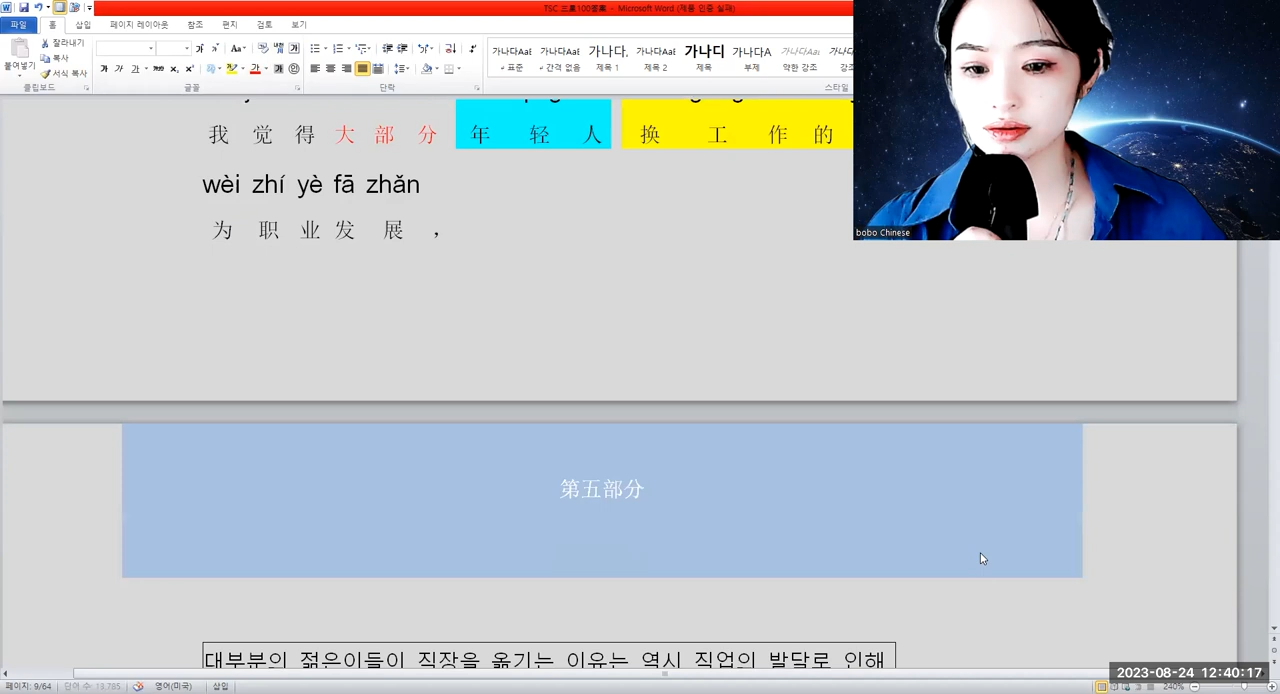 TSC 三星100答案 - Microsoft Word (제품 인증 실패)
파일 홈 삽입 페이지 레이아웃 참조 편지 검토 보기
잘라내기
복사
붙여넣기
서식 복사
가나다AaE 가나다AaE 가나다, 가나다AaE 가나디 가나다A 가나다Aa
표준 간격 없음 제목 1 제목 2 제목 부제 약한 강조 강조
클립보드 글꼴 단락 스타일
我觉得大部分年轻人换工作的
wèi zhí yè fā zhǎn
为职业发展，
bobo Chinese
第五部分
대부분의 젊은이들이 직장을 옮기는 이유는 역시 직업의 발달로 인해
2023-08-24 12:40:17
페이지: 9/64 단어 수: 13,785 영어(미국) 삽입 240%